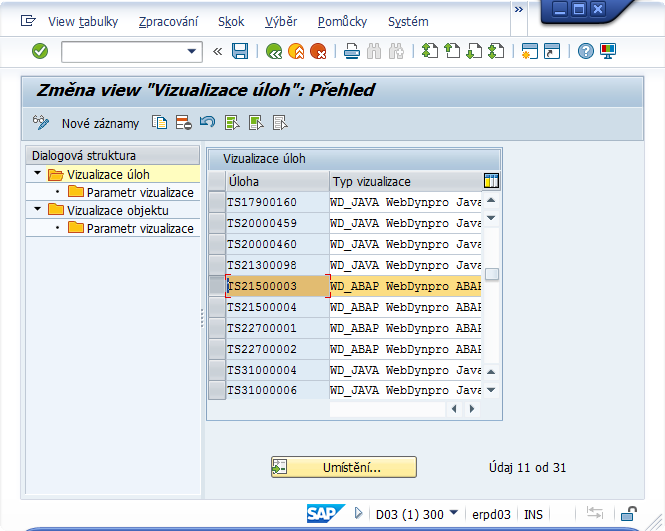 View tabulky Zpracování Skok Výběr Pomůcky Systém
Změna view "Vizualizace úloh": Přehled
Nové záznamy
Dialogová struktura
Vizualizace úloh
Parametr vizualizace
Vizualizace objektu
Parametr vizualizace
Vizualizace úloh
Úloha Typ vizualizace
TS17900160 WD_JAVA WebDynpro Java
TS20000459 WD_JAVA WebDynpro Java
TS20000460 WD_JAVA WebDynpro Java
TS21300098 WD_JAVA WebDynpro Java
TS21500003 WD_ABAP WebDynpro ABAP
TS21500004 WD_ABAP WebDynpro ABAP
TS22700001 WD_ABAP WebDynpro ABAP
TS22700002 WD_ABAP WebDynpro ABAP
TS31000004 WD_JAVA WebDynpro Java
TS31000006 WD_JAVA WebDynpro Java
Umístění...
Údaj 11 od 31
SAP D03 (1) 300 erpd03 INS